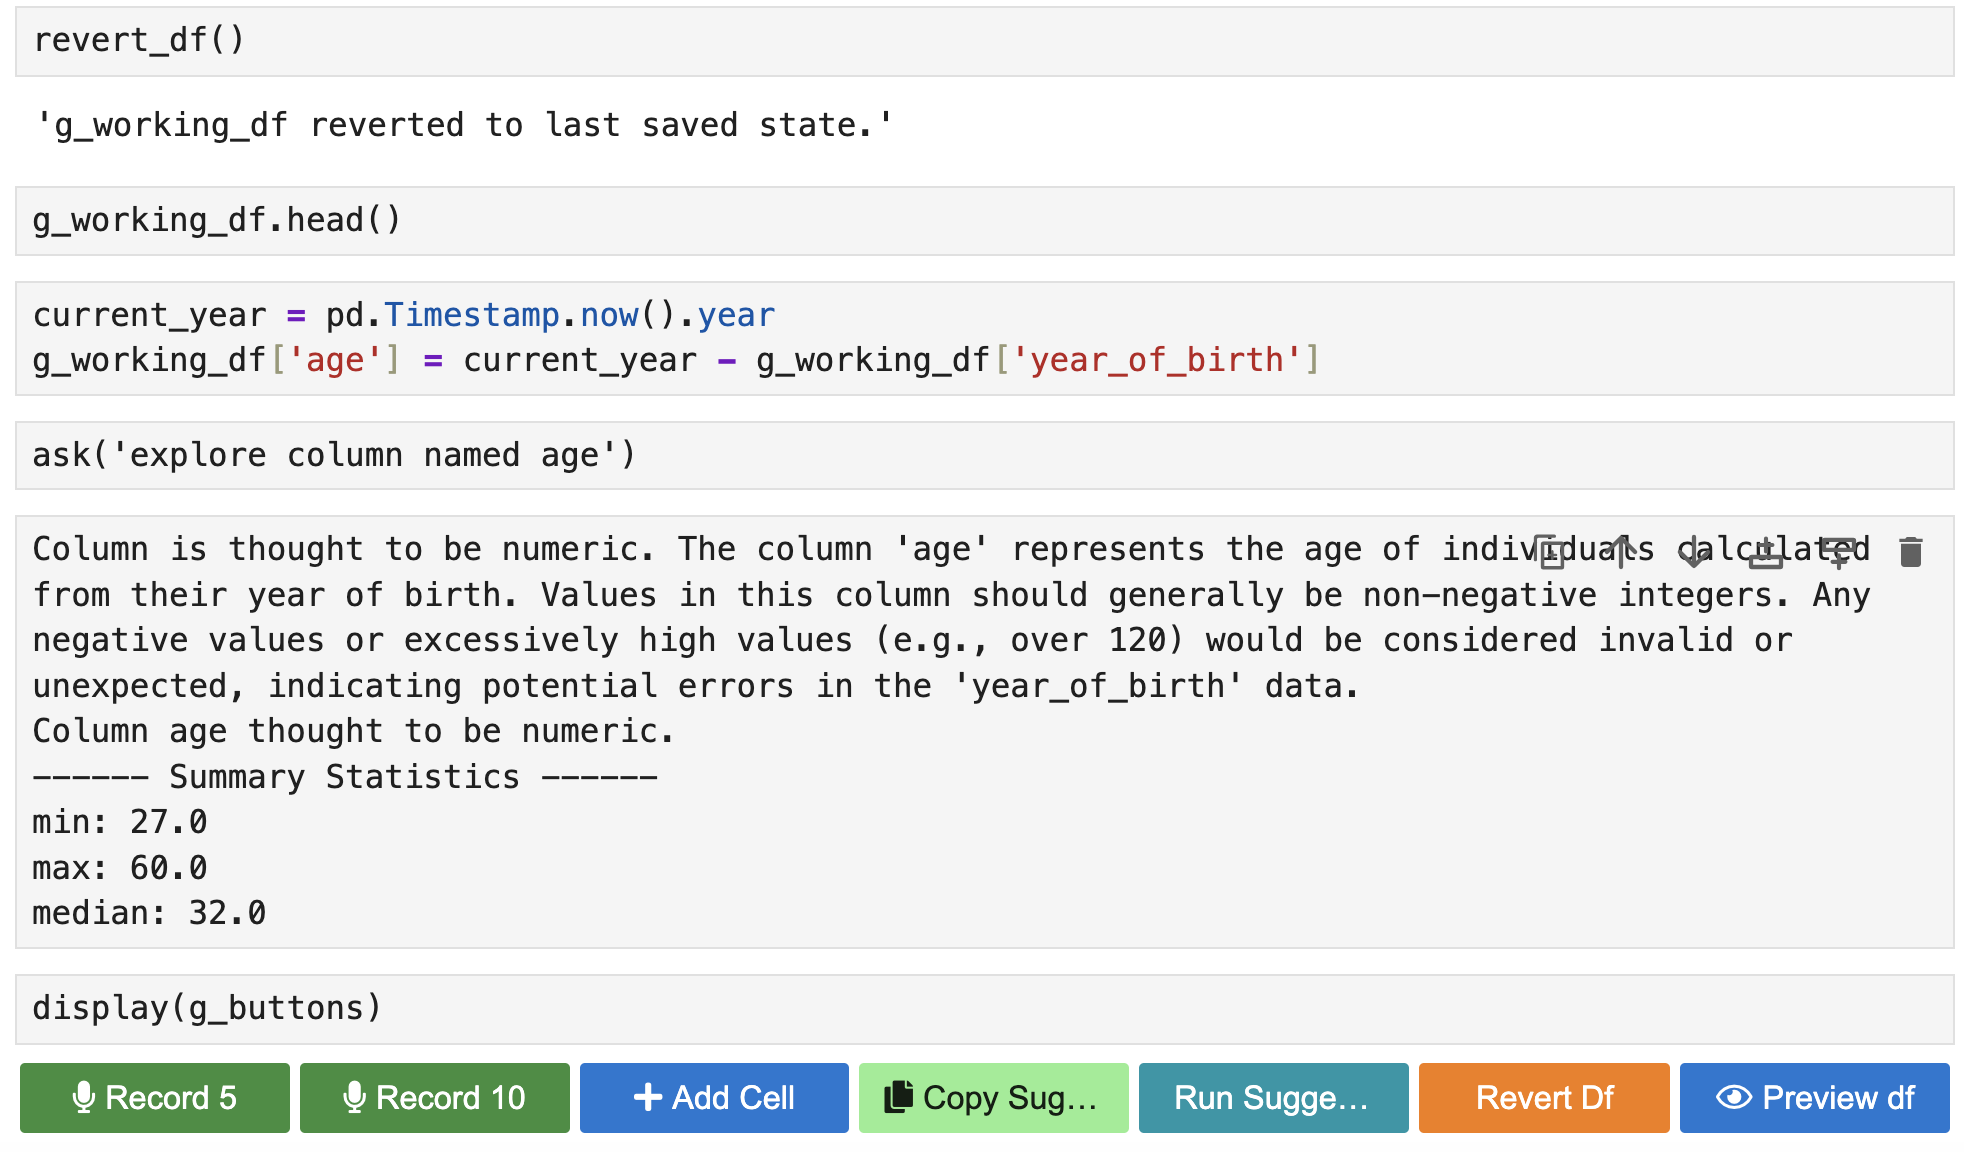 revert_df()
'g_working_df reverted to last saved state.'
g_working_df.head()
current_year = pd.Timestamp.now().year
g_working_df['age'] = current_year - g_working_df['year_of_birth']
ask('explore column named age')
Column is thought to be numeric. The column 'age' represents the age of individuals calculated
from their year of birth. Values in this column should generally be non-negative integers. Any
negative values or excessively high values (e.g., over 120) would be considered invalid or
unexpected, indicating potential errors in the 'year_of_birth' data.
Column age thought to be numeric.
------ Summary Statistics ------
min: 27.0
max: 60.0
median: 32.0
display(g_buttons)
Record 5 Record 10 Add Cell Copy Sug... Run Sugge... Revert Df Preview df